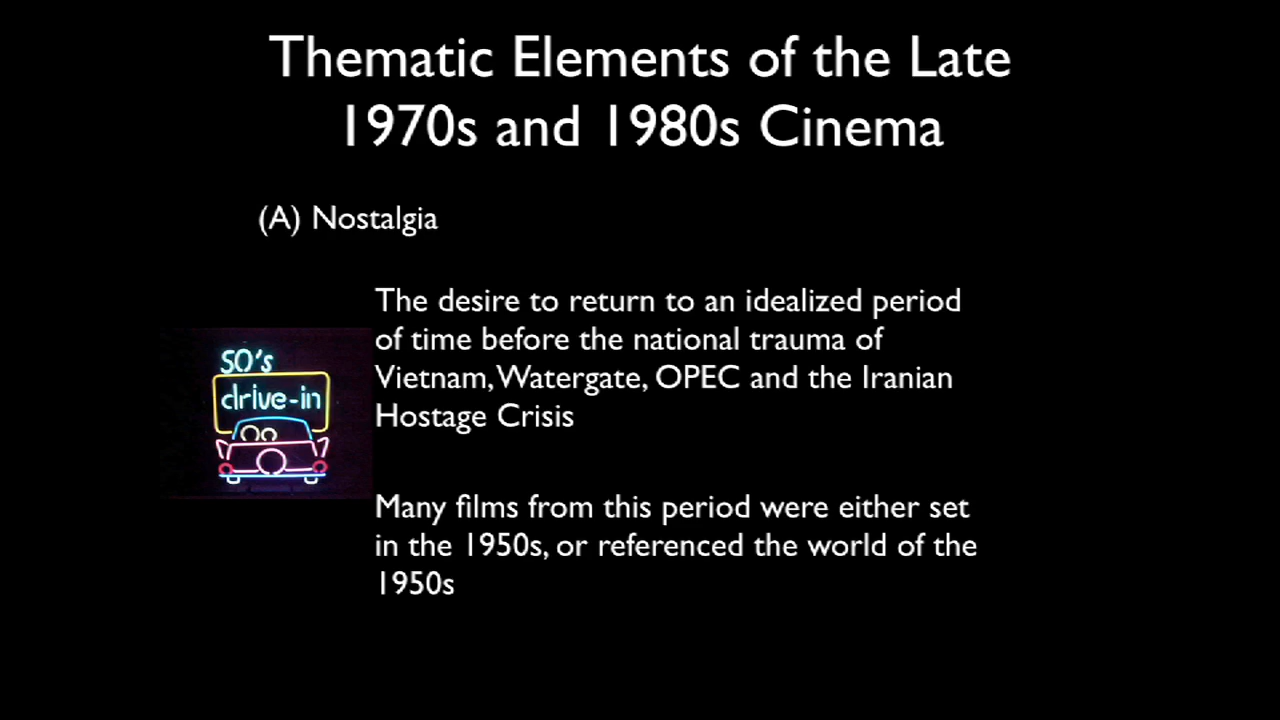 Thematic Elements of the Late
1970s and 1980s Cinema
(A) Nostalgia
The desire to return to an idealized period
of time before the national trauma of
Vietnam, Watergate, OPEC and the Iranian
Hostage Crisis
50's
drive-in
Many films from this period were either set
in the 1950s, or referenced the world of the
1950s